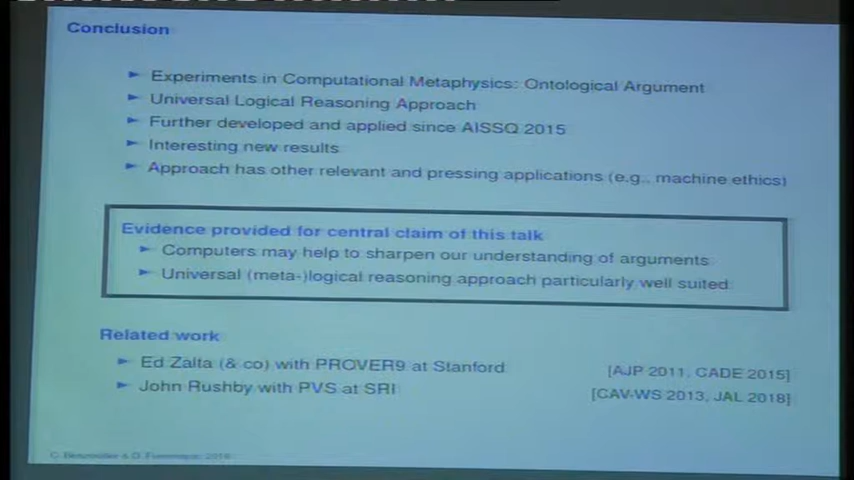 Conclusion
Experiments in Computational Metaphysics: Ontological Argument
Universal Logical Reasoning Approach
Further developed and applied since AISSQ 2015
Interesting new results
Approach has other relevant and pressing applications (e.g., machine ethics)
Evidence provided for central claim of this talk
Computers may help to sharpen our understanding of arguments
Universal (meta-)logical reasoning approach particularly well suited
Related work
Ed Zalta (& co) with PROVER9 at Stanford [AJP 2011, CADE 2015]
John Rushby with PVS at SRI [CAV-WS 2013, JAL 2018]